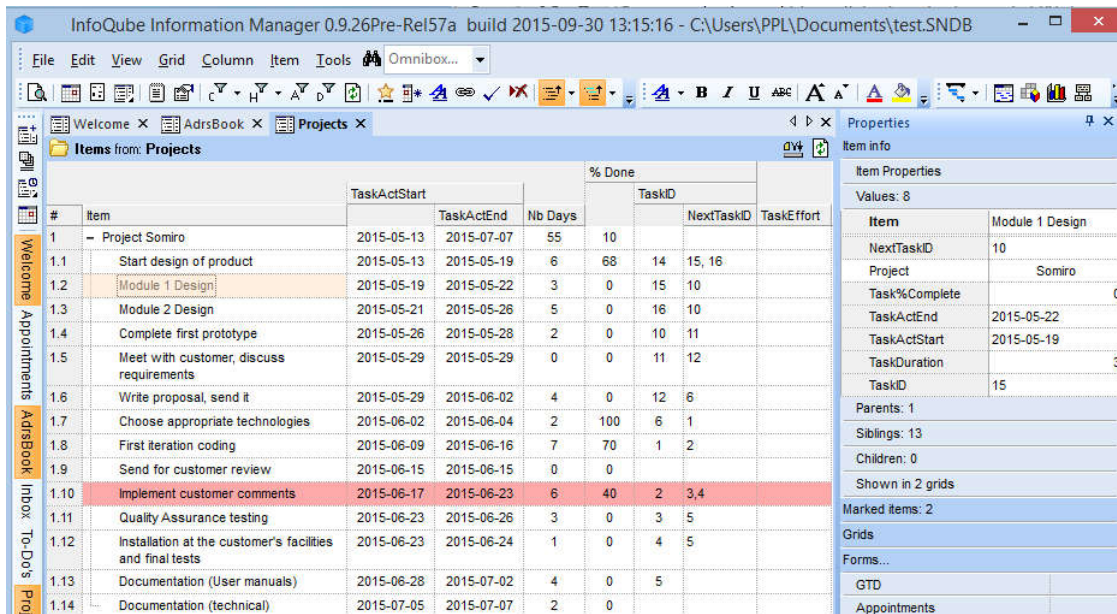 InfoQube Information Manager 0.9.26Pre-Rel57a build 2015-09-30 13:15:16 - C:\Users\PPL\Documents\test.SNDB
File Edit View Grid Column Item Tools Omnibox...
B I U ABC A A A
Welcome X AdrsBook X Projects X
Properties
Items from: Projects
Item info
% Done
Item Properties
TaskActStart TaskID
Values: 8
# Item TaskActEnd Nb Days NextTaskID TaskEffort
Item Module 1 Design
1 Project Somiro 2015-05-13 2015-07-07 55 10
NextTaskID 10
1.1 Start design of product 2015-05-13 2015-05-19 6 68 14 15, 16
Project Somiro
1.2 Module 1 Design 2015-05-19 2015-05-22 3 0 15 10
Task%Complete 0
1.3 Module 2 Design 2015-05-21 2015-05-26 5 0 16 10
TaskActEnd 2015-05-22
1.4 Complete first prototype 2015-05-26 2015-05-28 2 0 10 11
TaskActStart 2015-05-19
1.5 Meet with customer, discuss 2015-05-29 2015-05-29 0 0 11 12
requirements
TaskDuration 3
TaskID 15
1.6 Write proposal, send it 2015-05-29 2015-06-02 4 0 12 6
Parents: 1
1.7 Choose appropriate technologies 2015-06-02 2015-06-04 2 100 6 1
Siblings: 13
1.8 First iteration coding 2015-06-09 2015-06-16 7 70 1 2
Children: 0
1.9 Send for customer review 2015-06-15 2015-06-15 0 0
Shown in 2 grids
1.10 Implement customer comments 2015-06-17 2015-06-23 6 40 2 3,4
Marked items: 2
1.11 Quality Assurance testing 2015-06-23 2015-06-26 3 0 3 5
Grids
1.12 Installation at the customer's facilities 2015-06-23 2015-06-24 1 0 4 5
and final tests
Forms...
1.13 Documentation (User manuals) 2015-06-28 2015-07-02 4 0 5
GTD
1.14 Documentation (technical) 2015-07-05 2015-07-07 2 0
Appointments
Welcome
Appointments
AdrsBook
Inbox
To-Do's
Proj